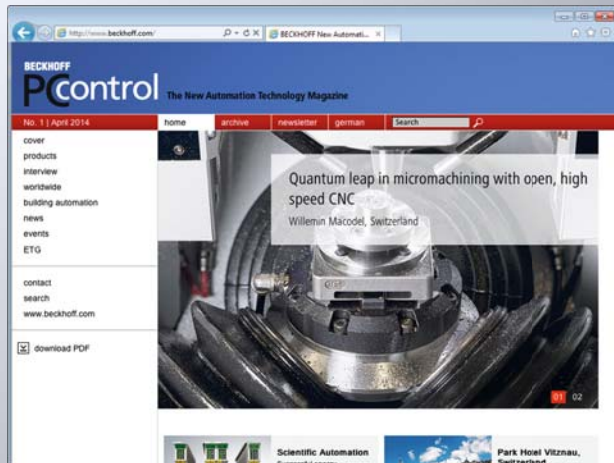 http://www.beckhoff.com/
BECKHOFF New Automati...
BECKHOFF
PCcontrol The New Automation Technology Magazine
No. 1 | April 2014
home archive newsletter german Search
cover
products
interview
worldwide
building automation
news
events
ETG
contact
search
www.beckhoff.com
download PDF
Quantum leap in micromachining with open, high
speed CNC
Willemin Macodel, Switzerland
01 02
Scientific Automation
Park Hotel Vitznau,
Switzerland